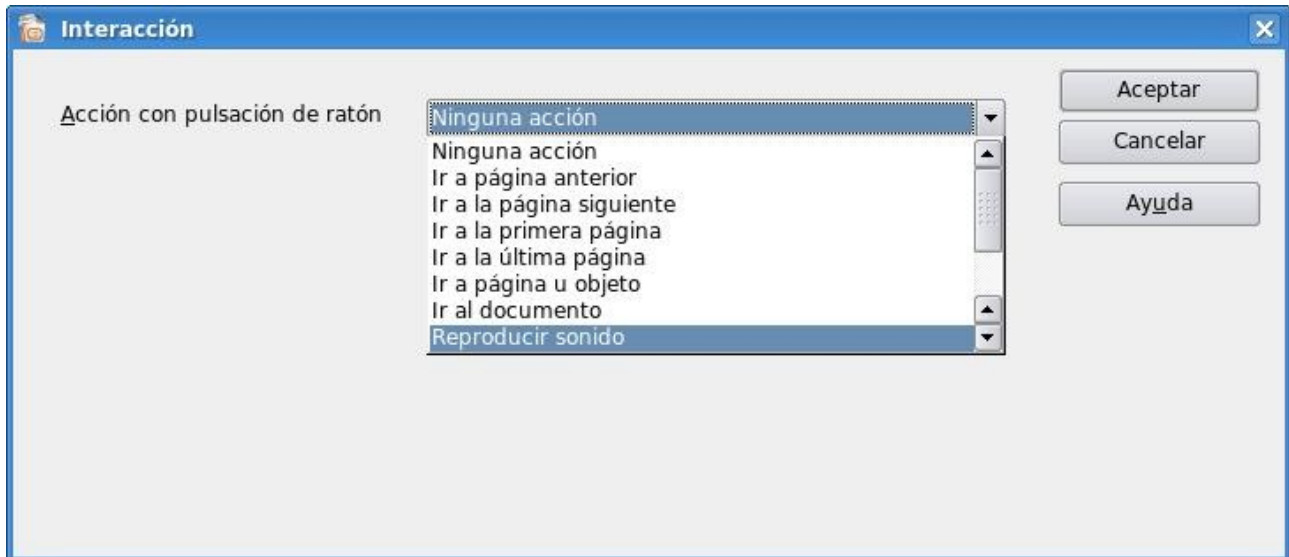 Interacción
Acción con pulsación de ratón
Ninguna acción
Ninguna acción
Ir a página anterior
Ir a la página siguiente
Ir a la primera página
Ir a la última página
Ir a página u objeto
Ir al documento
Reproducir sonido
Aceptar
Cancelar
Ayuda